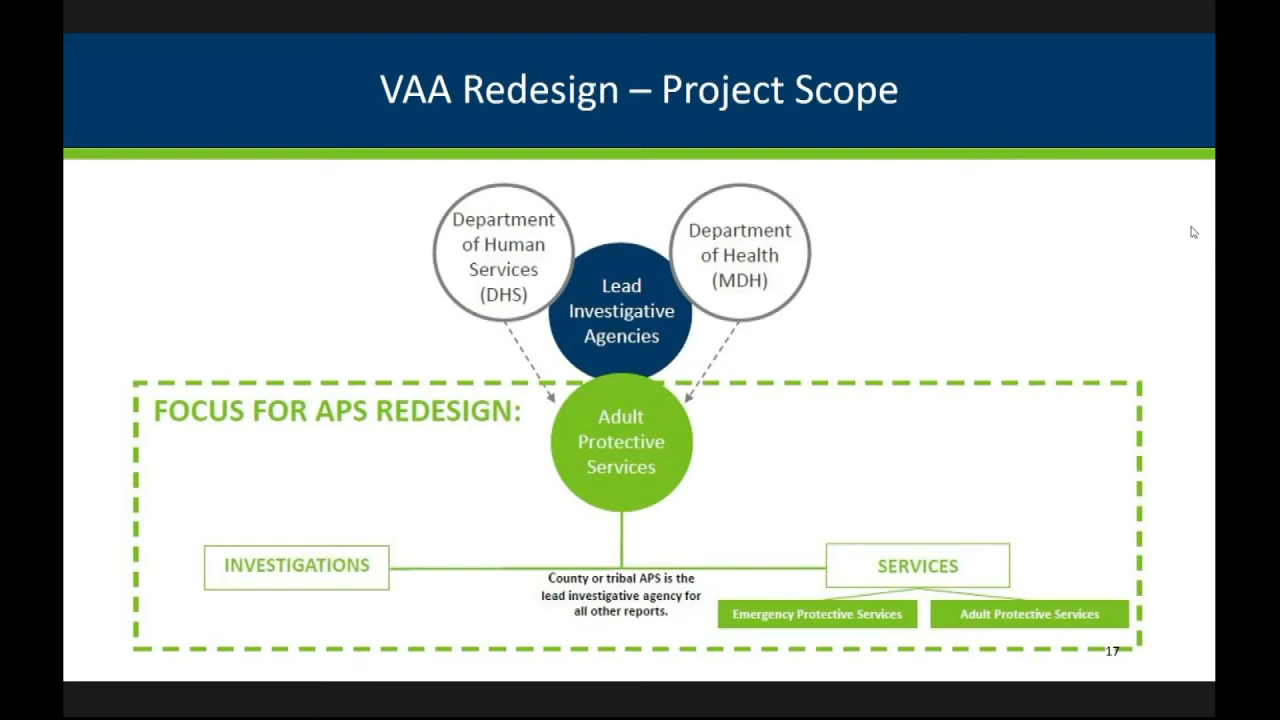 VAA Redesign – Project Scope
Department
of Human
Services
(DHS)
Department
of Health
(MDH)
Lead
Investigative
Agencies
FOCUS FOR APS REDESIGN:
Adult
Protective
Services
INVESTIGATIONS
County or tribal APS is the
lead investigative agency for
all other reports.
SERVICES
Emergency Protective Services
Adult Protective Services
17